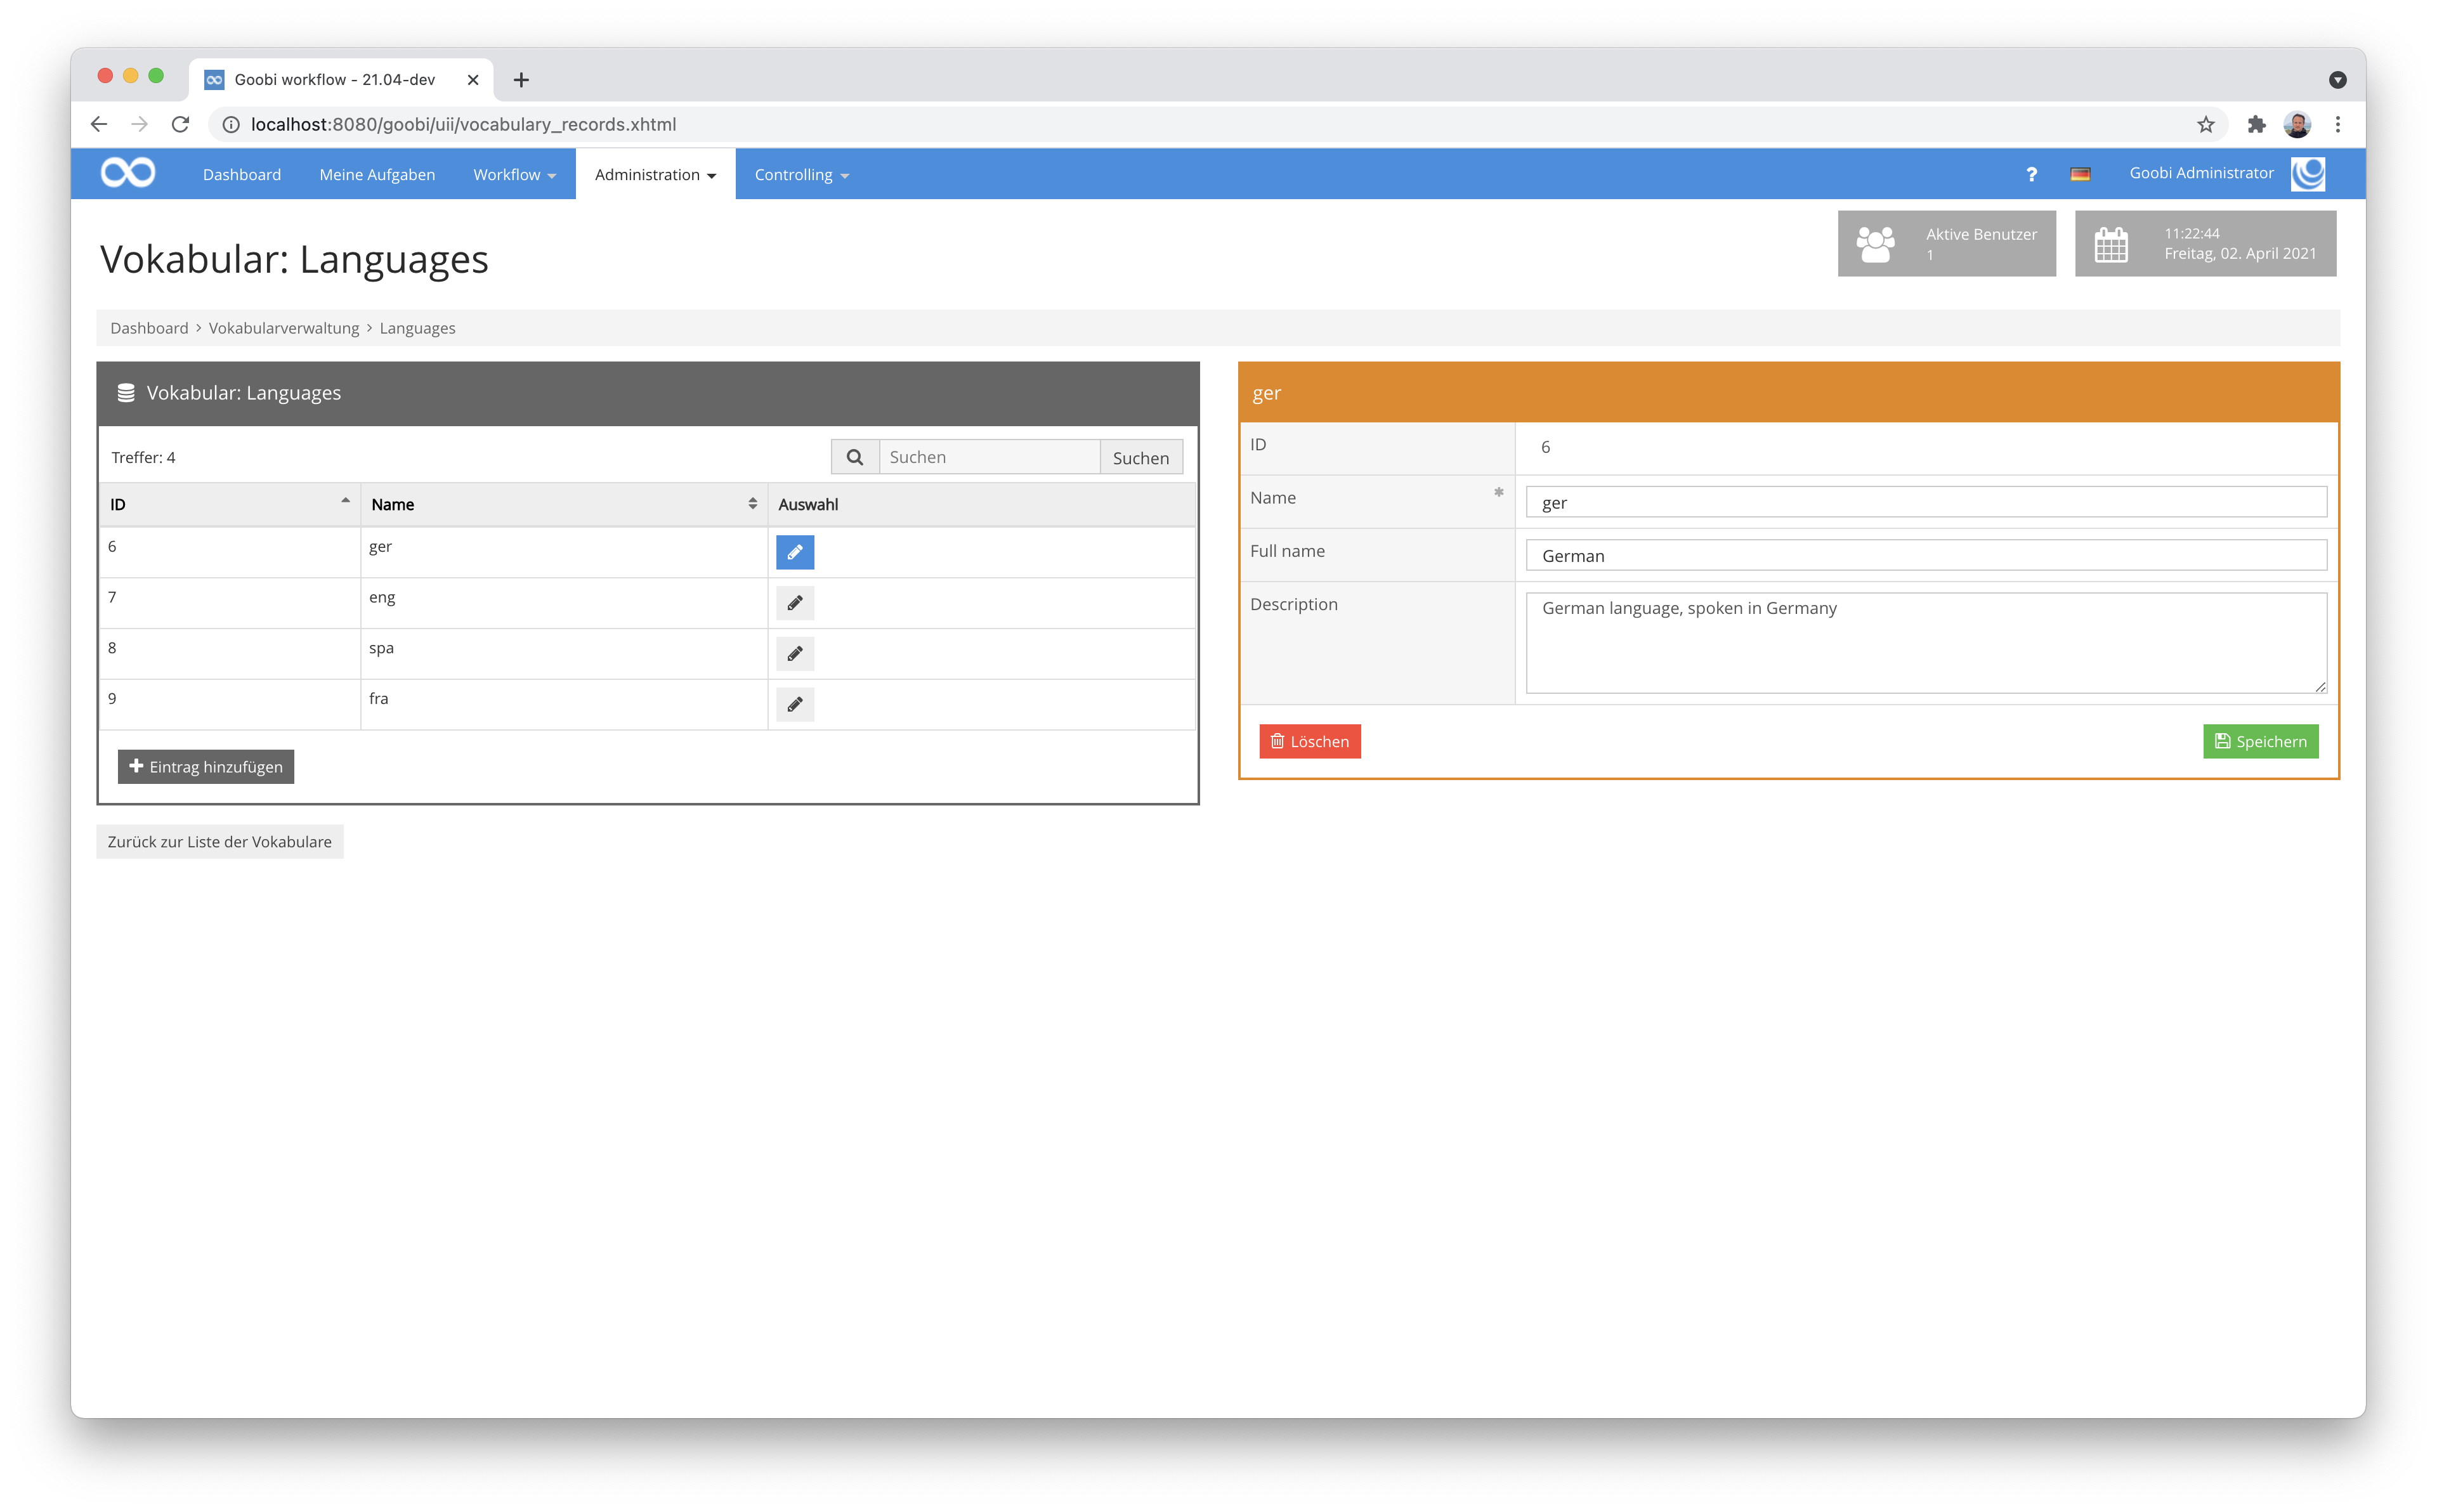 Goobi workflow - 21.04-dev
localhost:8080/goobi/uii/vocabulary_records.xhtml
Dashboard Meine Aufgaben Workflow Administration Controlling ? Goobi Administrator
Vokabular: Languages
Aktive Benutzer
1
11:22:44
Freitag, 02. April 2021
Dashboard > Vokabularverwaltung > Languages
Vokabular: Languages
Treffer: 4 Suchen Suchen
ID Name Auswahl
6 ger
7 eng
8 spa
9 fra
Eintrag hinzufügen
Zurück zur Liste der Vokabulare
ger
ID 6
Name * ger
Full name German
Description German language, spoken in Germany
Löschen Speichern